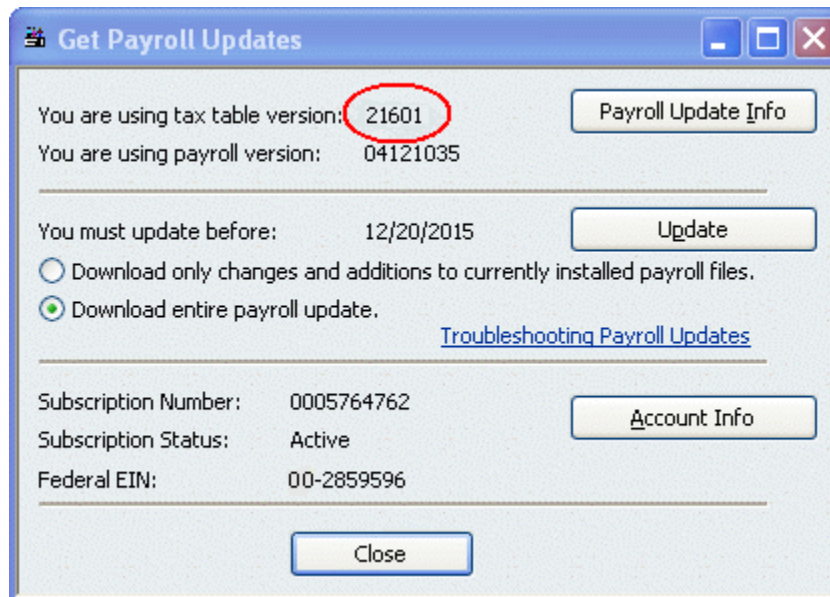 Get Payroll Updates
You are using tax table version: 21601
Payroll Update Info
You are using payroll version: 04121035
You must update before: 12/20/2015
Update
Download only changes and additions to currently installed payroll files.
Download entire payroll update.
Troubleshooting Payroll Updates
Subscription Number: 0005764762
Account Info
Subscription Status: Active
Federal EIN: 00-2859596
Close